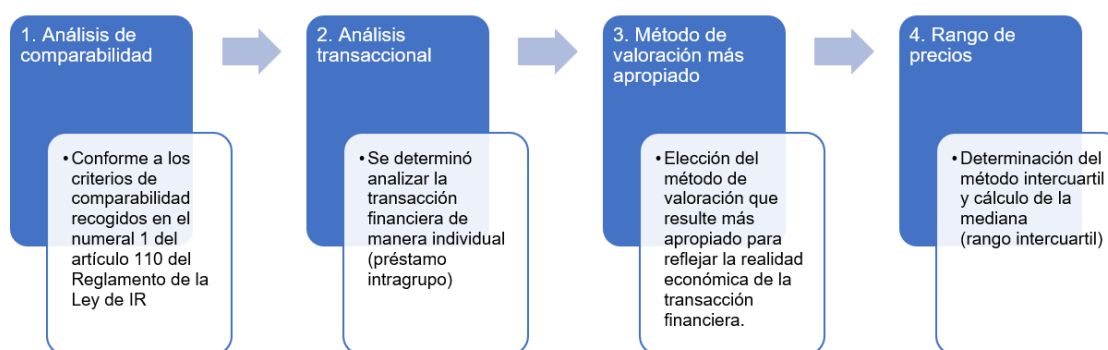 1. Análisis de
comparabilidad
• Conforme a los
criterios de
comparabilidad
recogidos en el
numeral 1 del
artículo 110 del
Reglamento de la
Ley de IR
2. Análisis
transaccional
• Se determinó
analizar la
transacción
financiera de
manera individual
(préstamo
intragrupo)
3. Método de
valoración más
apropiado
• Elección del
método de
valoración que
resulte más
apropiado para
reflejar la realidad
económica de la
transacción
financiera.
4. Rango de
precios
• Determinación del
método intercuartil
y cálculo de la
mediana
(rango intercuartil)